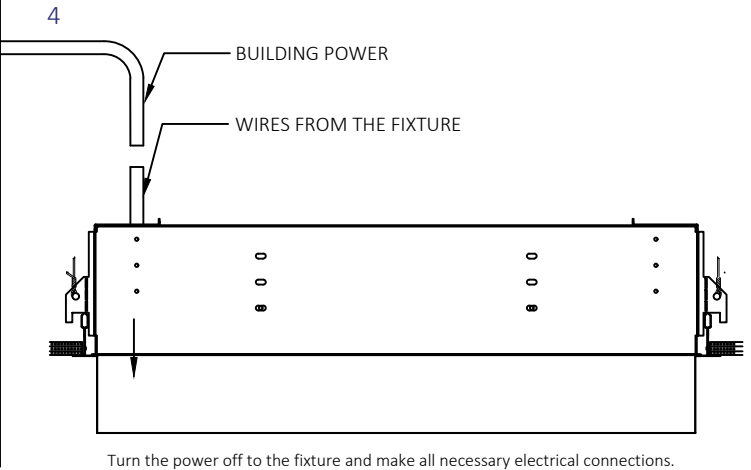 4
BUILDING POWER
WIRES FROM THE FIXTURE
Turn the power off to the fixture and make all necessary electrical connections.